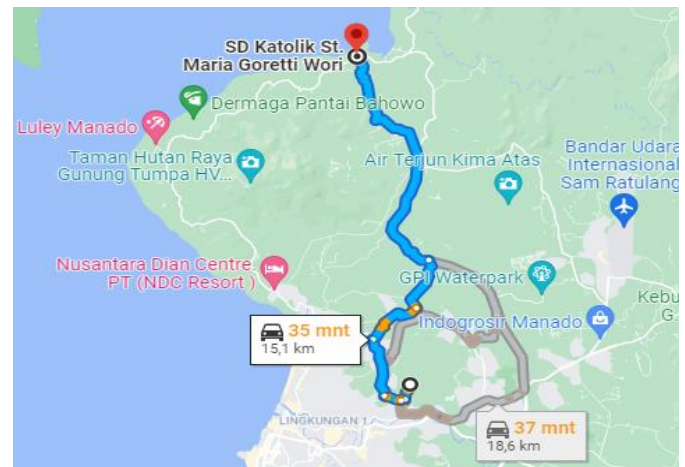 SD Katolik St.
Maria Goretti Wori
Dermaga Pantai Bahowo
Luley Manado
Taman Hutan Raya
Gunung Tumpa HV...
Air Terjun Kima Atas
Bandar Udara
Internasional
Sam Ratulang
Nusantara Dian Centre,
PT (NDC Resort )
GPI Waterpark
Indogrosir Manado
Kebu
G
35 mnt
15,1 km
LINGKUNGAN 1
37 mnt
18,6 km